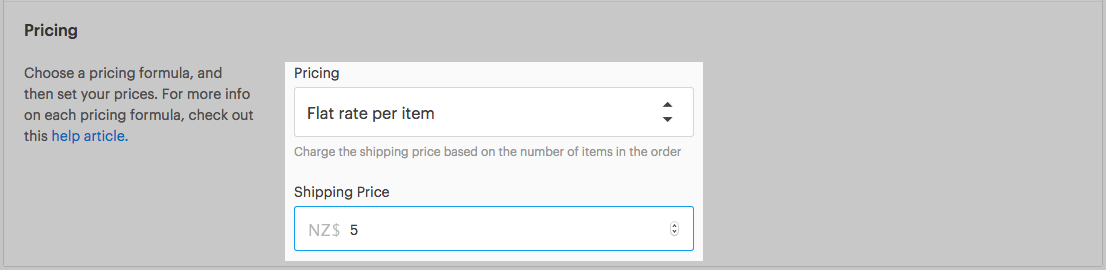 Pricing
Choose a pricing formula, and
then set your prices. For more info
on each pricing formula, check out
this help article.
Pricing
Flat rate per item
Charge the shipping price based on the number of items in the order
Shipping Price
NZ$ 5